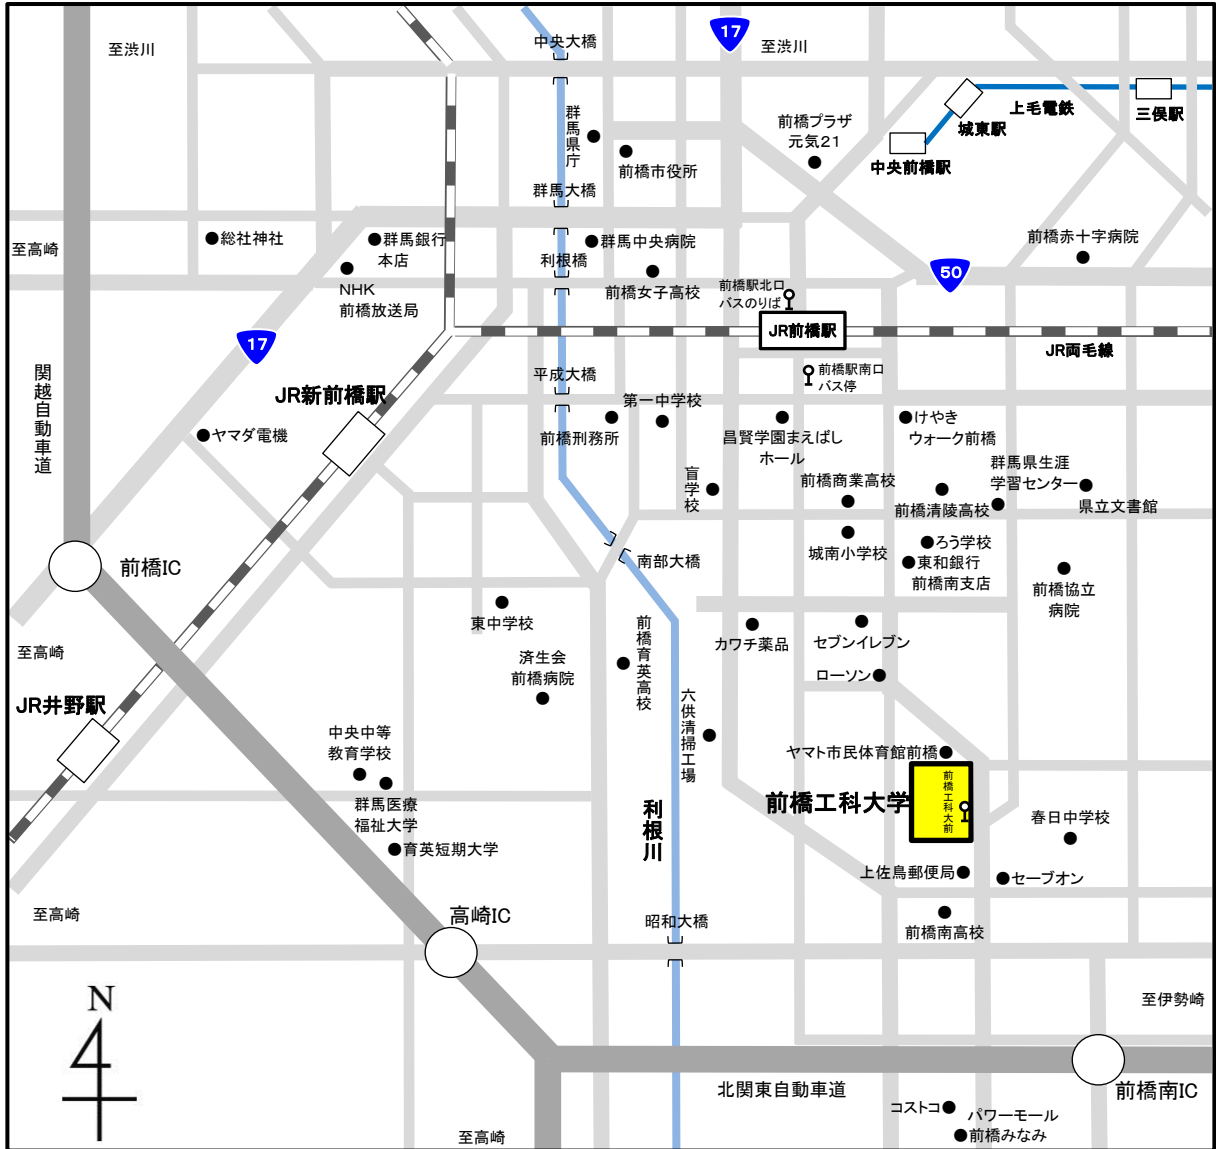 17
至渋川
中央大橋
至渋川
上毛電鉄
三俣駅
城東駅
中央前橋駅
群馬県庁
前橋市役所
前橋プラザ
元気21
群馬大橋
至高崎
総社神社
群馬銀行
本店
NHK
前橋放送局
利根橋
群馬中央病院
前橋女子高校
前橋駅北口
バスのりば
前橋赤十字病院
50
17
JR前橋駅
JR両毛線
関越自動車道
JR新前橋駅
平成大橋
前橋駅南口
バス停
ヤマダ電機
前橋刑務所
第一中学校
昌賢学園まえばし
ホール
けやき
ウォーク前橋
盲学校
前橋商業高校
前橋清陵高校
群馬県生涯
学習センター
県立文書館
前橋IC
南部大橋
城南小学校
ろう学校
東和銀行
前橋南支店
前橋協立
病院
至高崎
東中学校
済生会
前橋病院
前橋育英高校
カワチ薬品
セブンイレブン
ローソン
JR井野駅
中央中等
教育学校
群馬医療
福祉大学
育英短期大学
六供清掃工場
利根川
ヤマト市民体育館前橋
前橋工科大学
前橋工科大前
春日中学校
上佐鳥郵便局
セーブオン
前橋南高校
至高崎
高崎IC
昭和大橋
N
至伊勢崎
北関東自動車道
前橋南IC
コストコ
パワーモール
前橋みなみ
至高崎